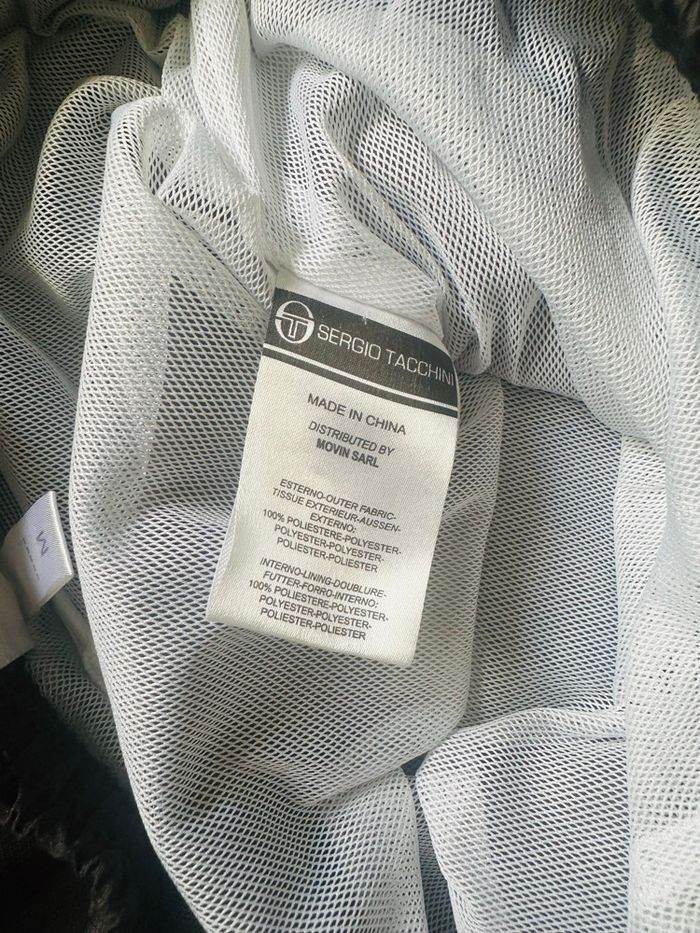 SERGIO TACCHINI
MADE IN CHINA
DISTRIBUTED BY
MOVIN SARL
ESTERNO-OUTER FABRIC-
TISSUE EXTERIEUR-AUSSEN-
EXTERNO:
100% POLIESTERE-POLYESTER-
POLYESTER-POLYESTER-
POLIESTER-POLIESTER
INTERNO-LINING-DOUBLURE-
FUTTER-FORRO-INTERNO:
100% POLIESTERE-POLYESTER-
POLYESTER-POLYESTER-
POLIESTER-POLIESTER
M